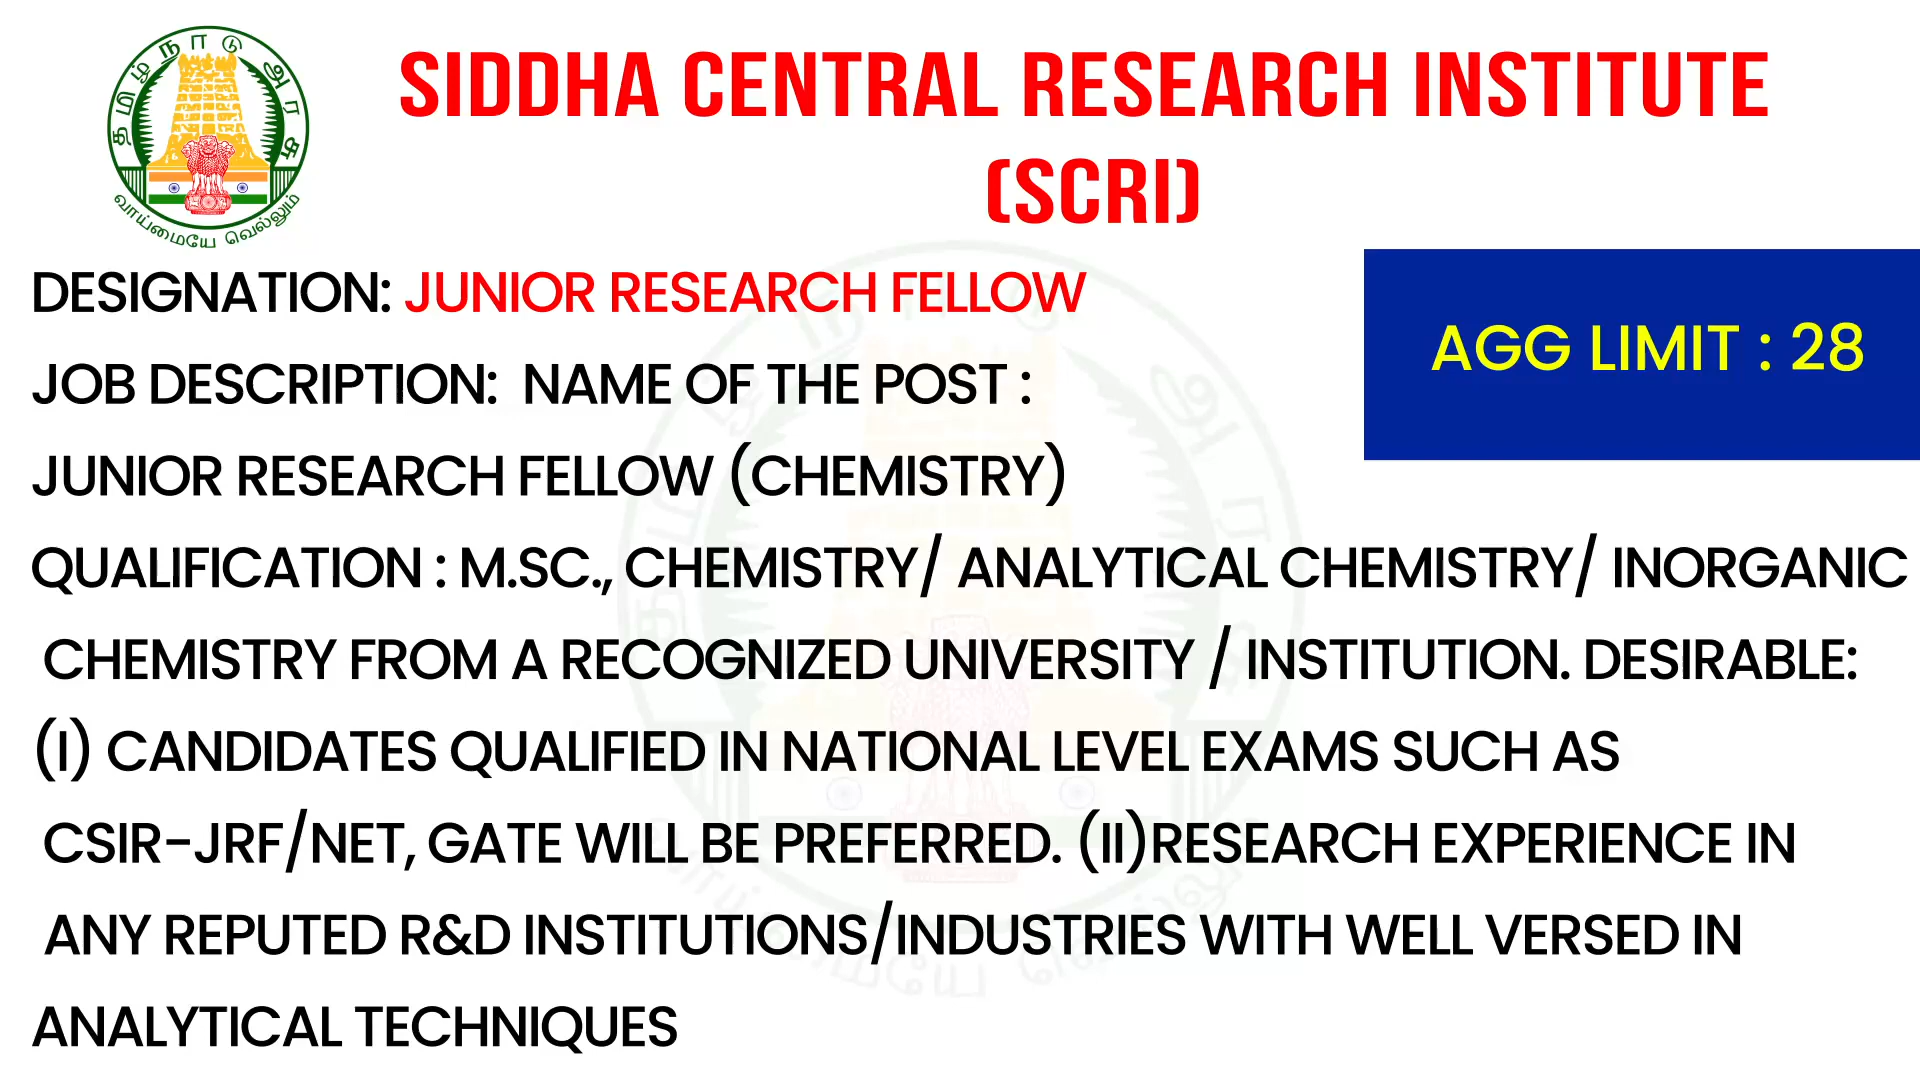 தமிழ்நாடு அரசு
வாய்மையே வெல்லும்
SIDDHA CENTRAL RESEARCH INSTITUTE
(SCRI)
DESIGNATION: JUNIOR RESEARCH FELLOW
AGG LIMIT : 28
JOB DESCRIPTION: NAME OF THE POST :
JUNIOR RESEARCH FELLOW (CHEMISTRY)
QUALIFICATION : M.SC., CHEMISTRY/ ANALYTICAL CHEMISTRY/ INORGANIC
CHEMISTRY FROM A RECOGNIZED UNIVERSITY / INSTITUTION. DESIRABLE:
(I) CANDIDATES QUALIFIED IN NATIONAL LEVEL EXAMS SUCH AS
CSIR-JRF/NET, GATE WILL BE PREFERRED. (II)RESEARCH EXPERIENCE IN
ANY REPUTED R&D INSTITUTIONS/INDUSTRIES WITH WELL VERSED IN
ANALYTICAL TECHNIQUES